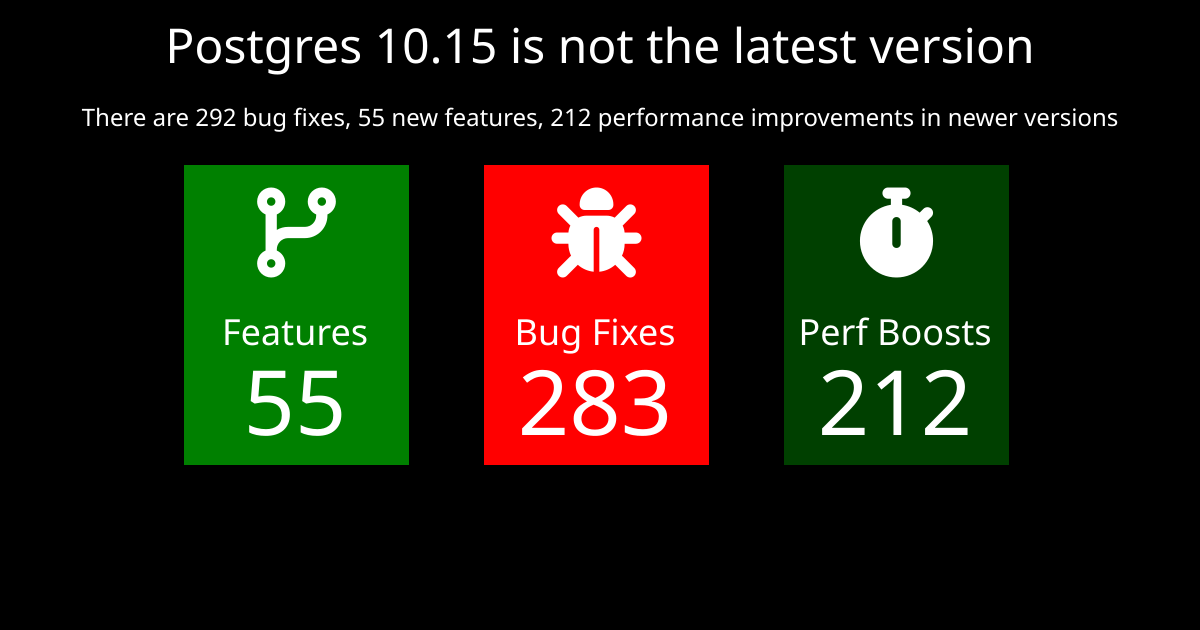 Postgres 10.15 is not the latest version
There are 292 bug fixes, 55 new features, 212 performance improvements in newer versions
Features
55
Bug Fixes
283
Perf Boosts
212